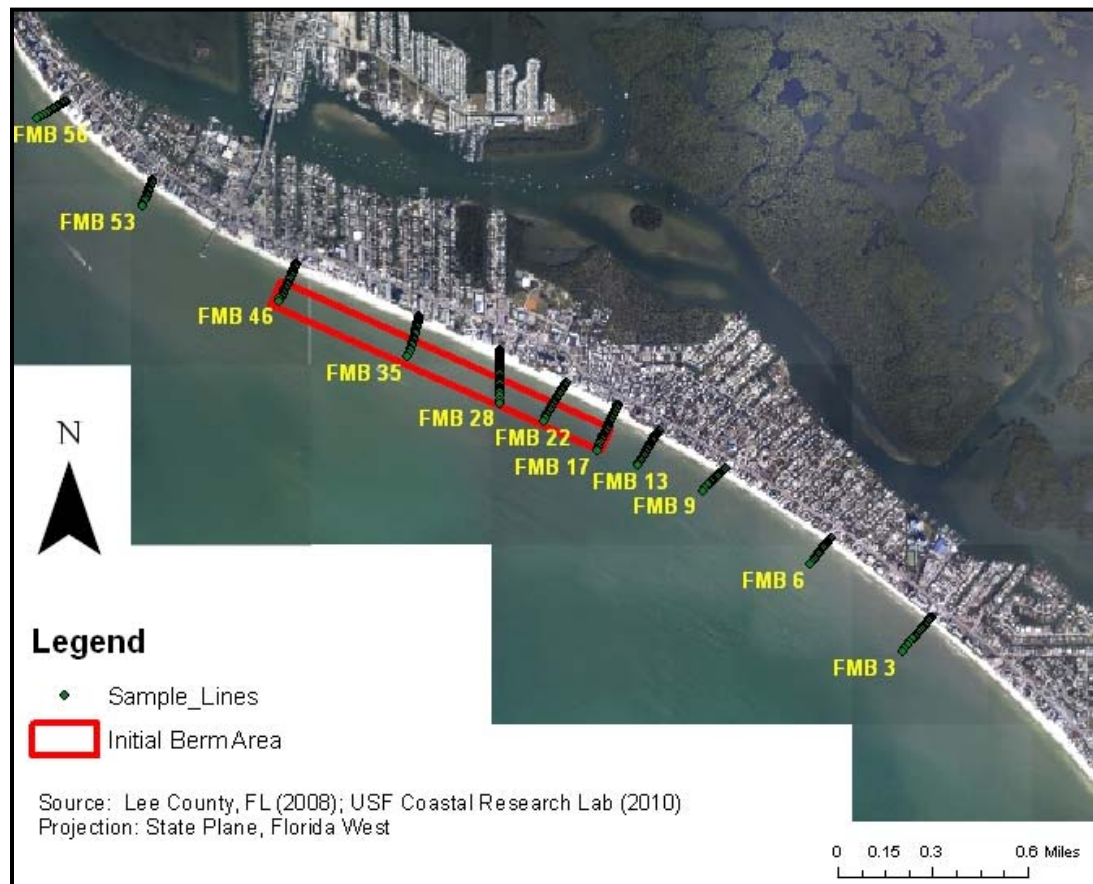 FMB 56
FMB 53
FMB 46
FMB 35
FMB 28
FMB 22
FMB 17
FMB 13
FMB 9
FMB 6
FMB 3
N
Legend
Sample_Lines
Initial Berm Area
Source: Lee County, FL (2008); USF Coastal Research Lab (2010)
Projection: State Plane, Florida West
0 0.15 0.3 0.6 Miles